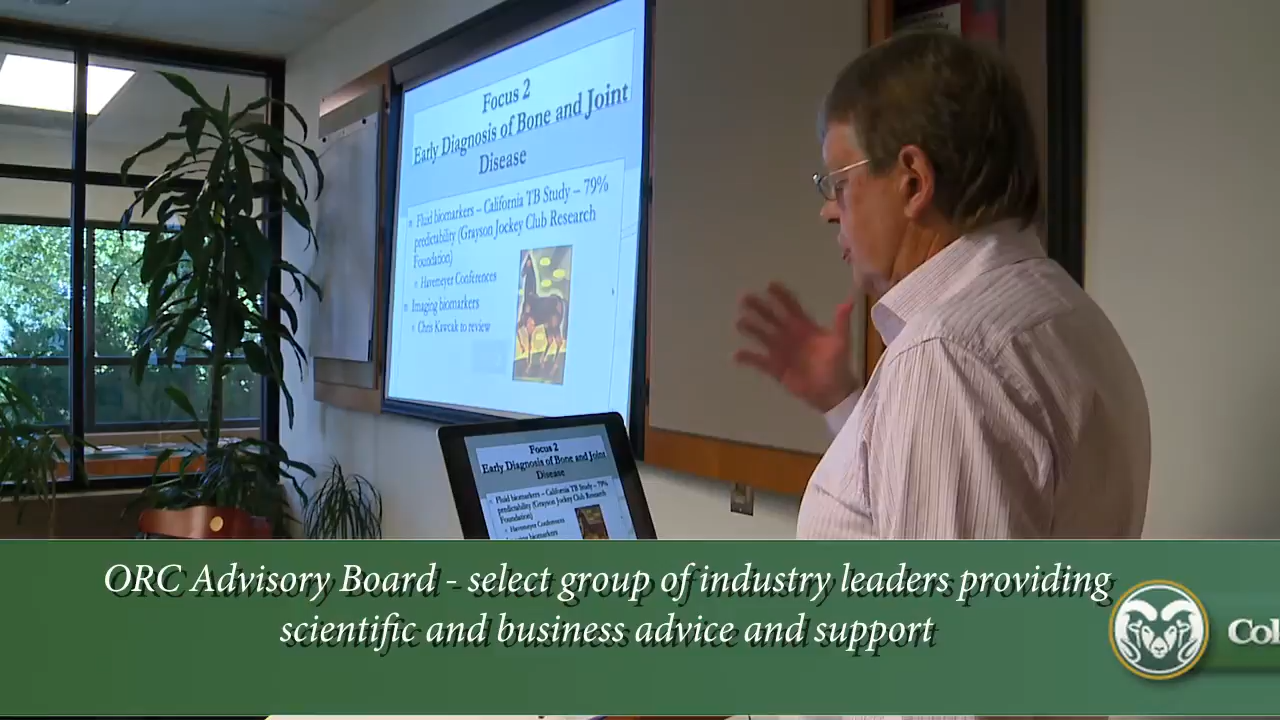 Focus 2
Early Diagnosis of Bone and Joint
Disease
Fluid biomarkers – California TB Study – 79%
predictability (Grayson Jockey Club Research
Foundation)
Havemeyer Conferences
Imaging biomarkers
Chris Kawcak to review
Focus 2
Early Diagnosis of Bone and Joint
Disease
Fluid biomarkers – California TB Study – 79%
predictability (Grayson Jockey Club Research
Foundation)
Havemeyer Conferences
ORC Advisory Board - select group of industry leaders providing
scientific and business advice and support
Col